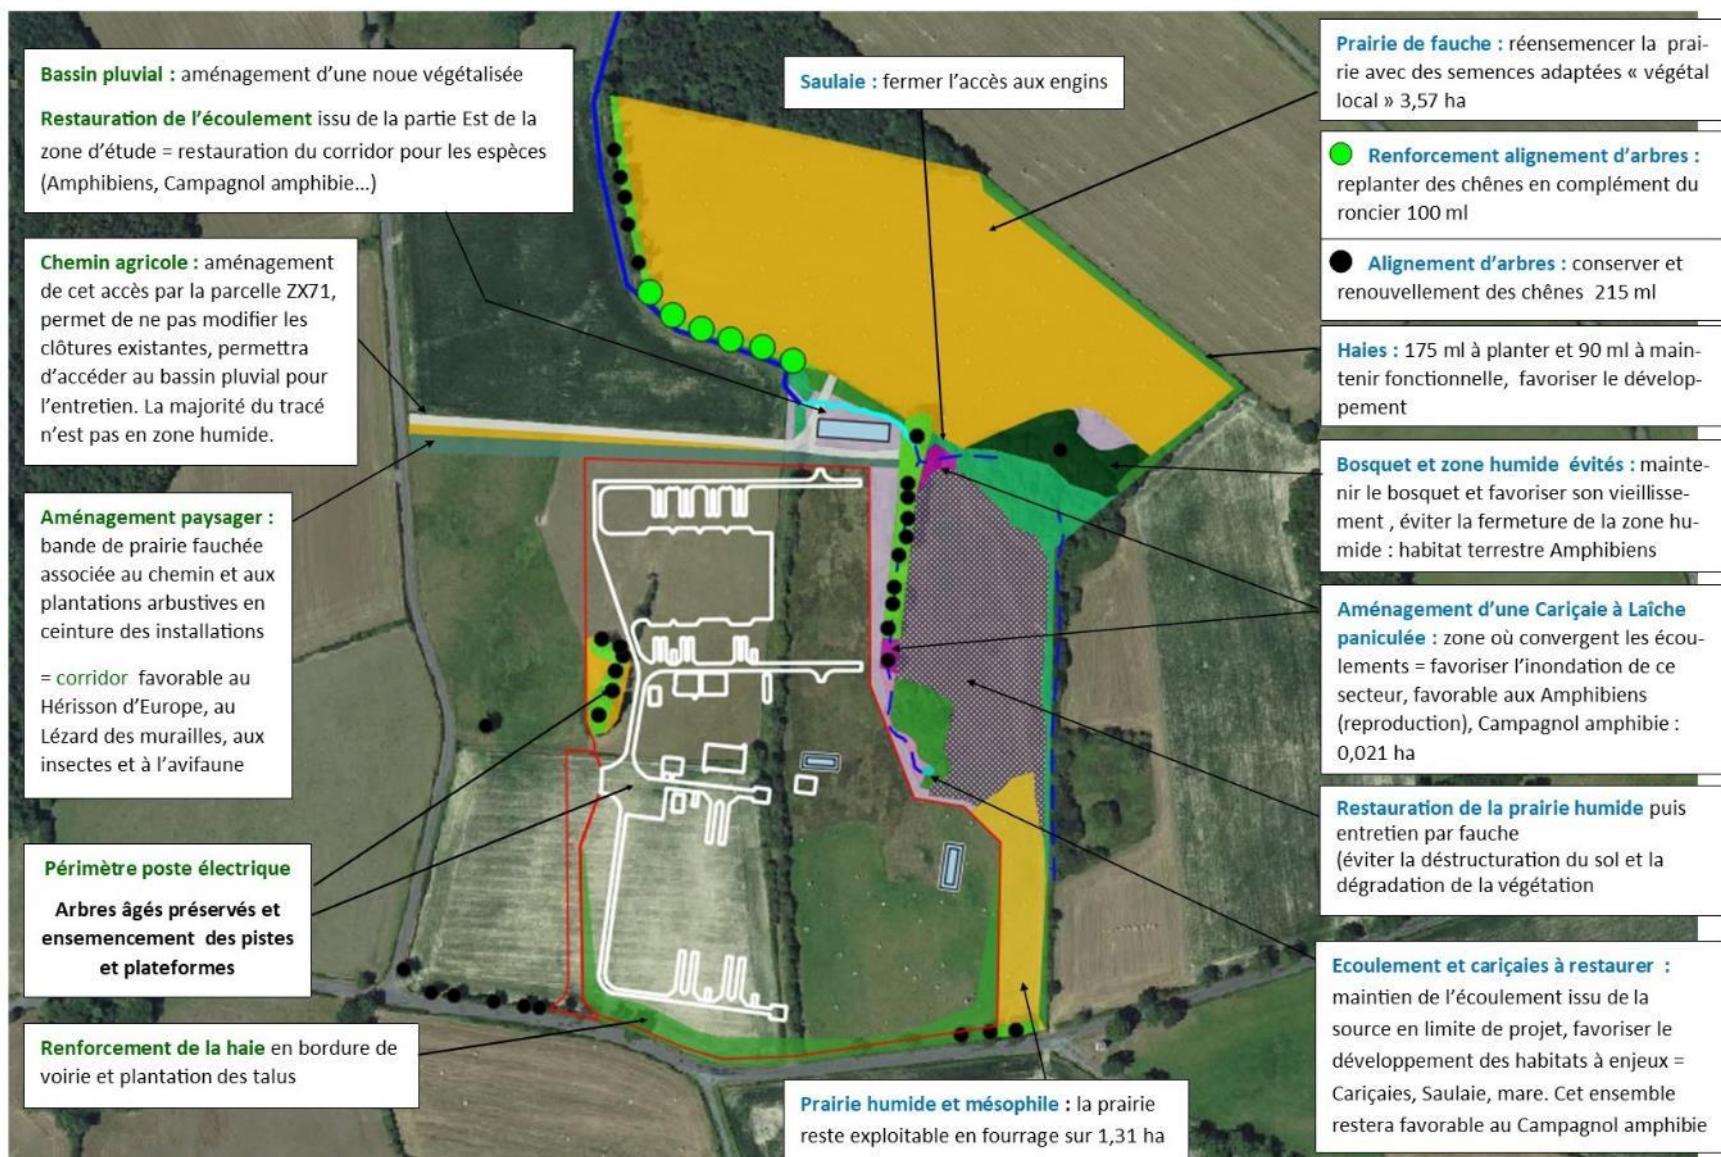 Bassin pluvial : aménagement d'une noue végétalisée
Restauration de l'écoulement issu de la partie Est de la
zone d'étude = restauration du corridor pour les espèces
(Amphibiens, Campagnol amphibie...)
Chemin agricole : aménagement
de cet accès par la parcelle ZX71,
permet de ne pas modifier les
clôtures existantes, permettra
d'accéder au bassin pluvial pour
l'entretien. La majorité du tracé
n'est pas en zone humide.
Aménagement paysager :
bande de prairie fauchée
associée au chemin et aux
plantations arbustives en
ceinture des installations
= corridor favorable au
Hérisson d'Europe, au
Lézard des murailles, aux
insectes et à l'avifaune
Périmètre poste électrique
Arbres âgés préservés et
ensemencement des pistes
et plateformes
Renforcement de la haie en bordure de
voirie et plantation des talus
Saulaie : fermer l'accès aux engins
Prairie humide et mésophile : la prairie
reste exploitable en fourrage sur 1,31 ha
Prairie de fauche : réensemencer la prai-
rie avec des semences adaptées « végétal
local » 3,57 ha
Renforcement alignement d'arbres :
replanter des chênes en complément du
roncier 100 ml
Alignement d'arbres : conserver et
renouvellement des chênes 215 ml
Haies : 175 ml à planter et 90 ml à main-
tenir fonctionnelle, favoriser le dévelop-
pement
Bosquet et zone humide évités : mainte-
nir le bosquet et favoriser son vieillisse-
ment , éviter la fermeture de la zone hu-
mide : habitat terrestre Amphibiens
Aménagement d'une Cariçaie à Laîche
paniculée : zone où convergent les écou-
lements = favoriser l'inondation de ce
secteur, favorable aux Amphibiens
(reproduction), Campagnol amphibie :
0,021 ha
Restauration de la prairie humide puis
entretien par fauche
(éviter la déstructuration du sol et la
dégradation de la végétation
Ecoulement et cariçaies à restaurer :
maintien de l'écoulement issu de la
source en limite de projet, favoriser le
développement des habitats à enjeux =
Cariçaies, Saulaie, mare. Cet ensemble
restera favorable au Campagnol amphibie